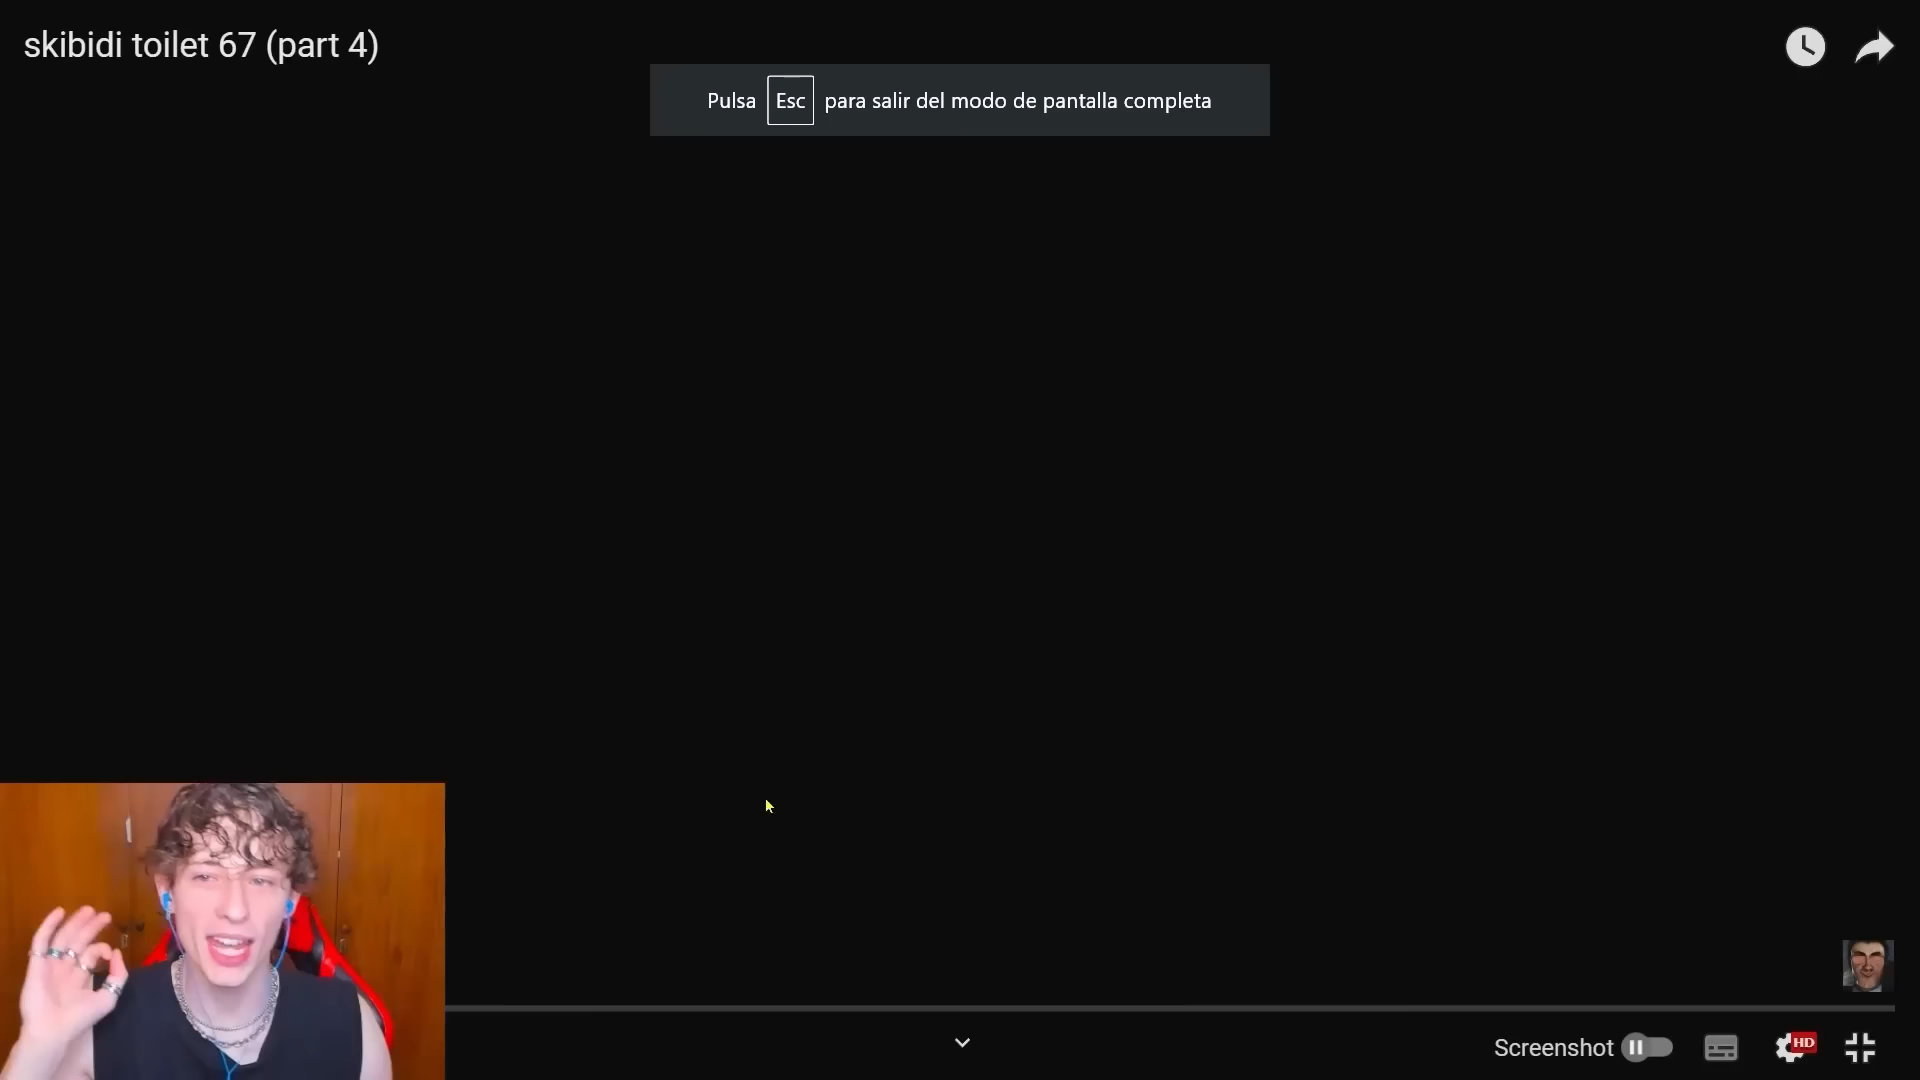 skibidi toilet 67 (part 4)
Pulsa Esc para salir del modo de pantalla completa
Screenshot
HD